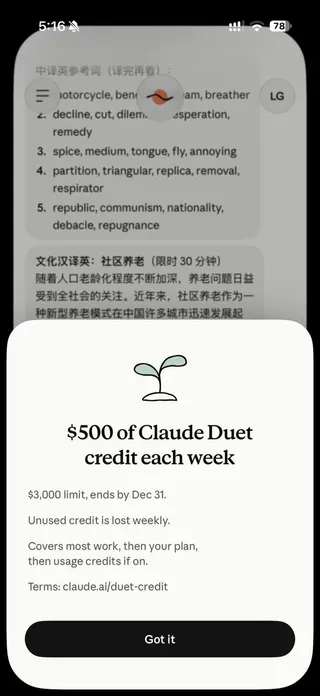 5:16
78
中译英参考词（译完再看）：
LG
motorcycle, bene am, breather
2. decline, cut, dilem esperation,
remedy
3. spice, medium, tongue, fly, annoying
4. partition, triangular, replica, removal,
respirator
5. republic, communism, nationality,
debacle, repugnance
文化汉译英：社区养老（限时 30 分钟）
随着人口老龄化程度不断加深，养老问题日益
受到全社会的关注。近年来，社区养老作为一
种新型养老模式在中国许多城市迅速发展起
$500 of Claude Duet
credit each week
$3,000 limit, ends by Dec 31.
Unused credit is lost weekly.
Covers most work, then your plan,
then usage credits if on.
Terms: claude.ai/duet-credit
Got it